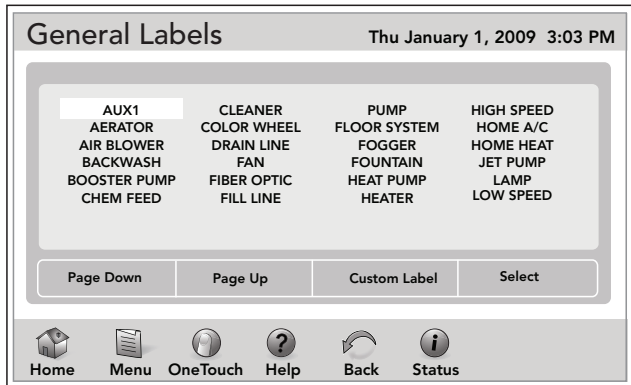 General Labels Thu January 1, 2009 3:03 PM
AUX1 CLEANER PUMP HIGH SPEED
AERATOR COLOR WHEEL FLOOR SYSTEM HOME A/C
AIR BLOWER DRAIN LINE FOGGER HOME HEAT
BACKWASH FAN FOUNTAIN JET PUMP
BOOSTER PUMP FIBER OPTIC HEAT PUMP LAMP
CHEM FEED FILL LINE HEATER LOW SPEED
Page Down Page Up Custom Label Select
? i
Home Menu OneTouch Help Back Status